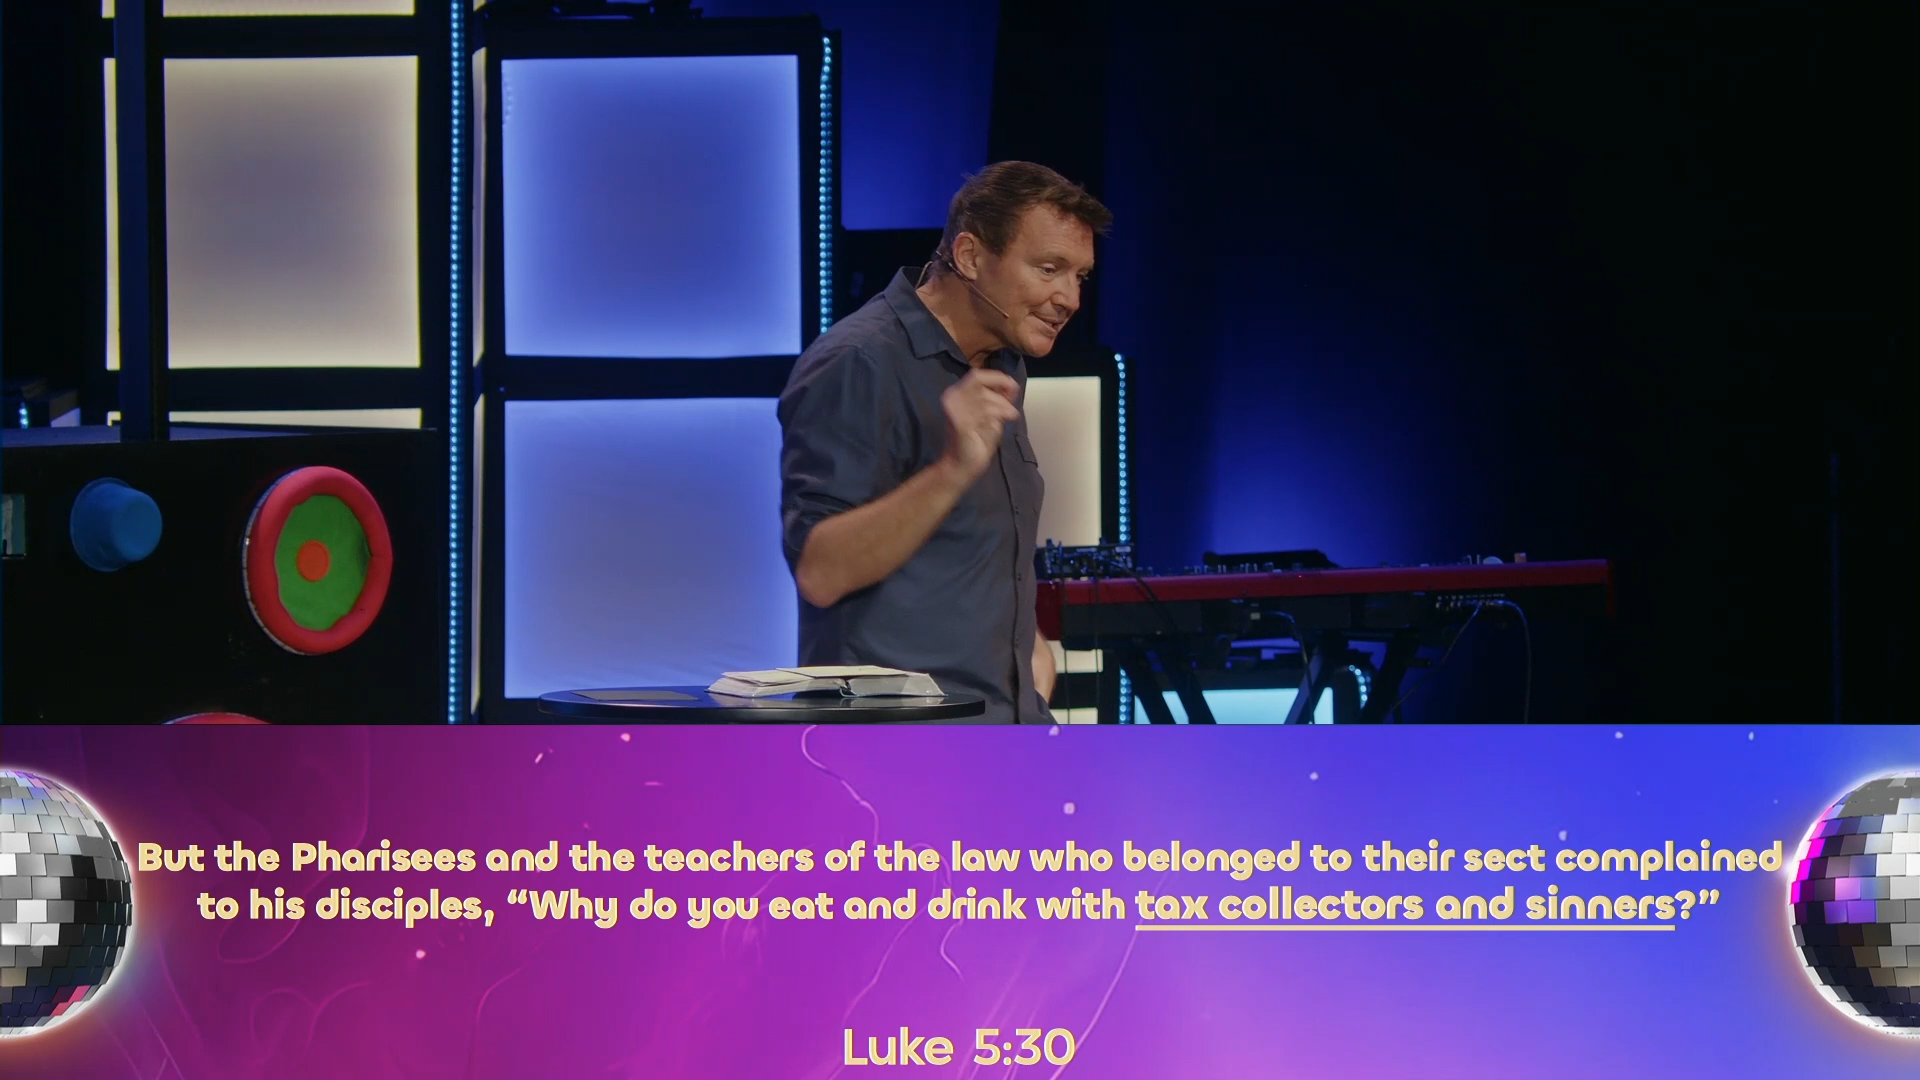 But the Pharisees and the teachers of the law who belonged to their sect complained
to his disciples, “Why do you eat and drink with tax collectors and sinners?”
Luke 5:30